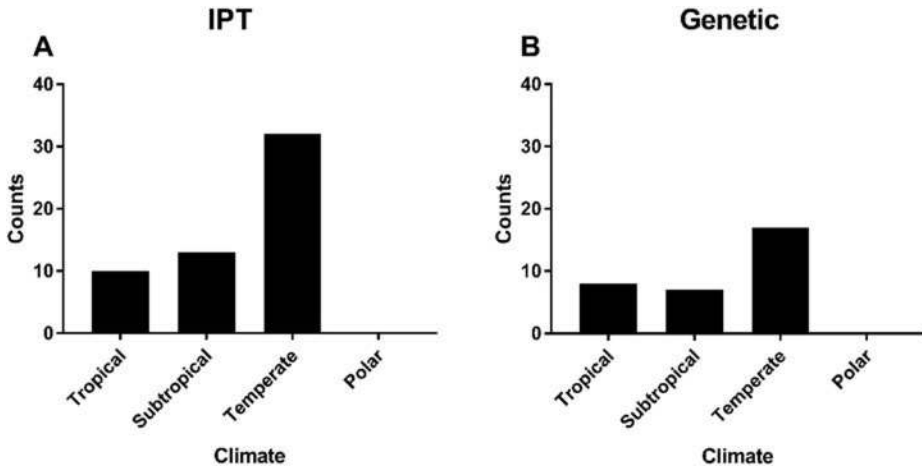 IPT
A
40
30
20
10
0
Counts
Tropical
Subtropical
Temperate
Polar
Climate
Genetic
B
40
30
20
10
0
Counts
Tropical
Subtropical
Temperate
Polar
Climate